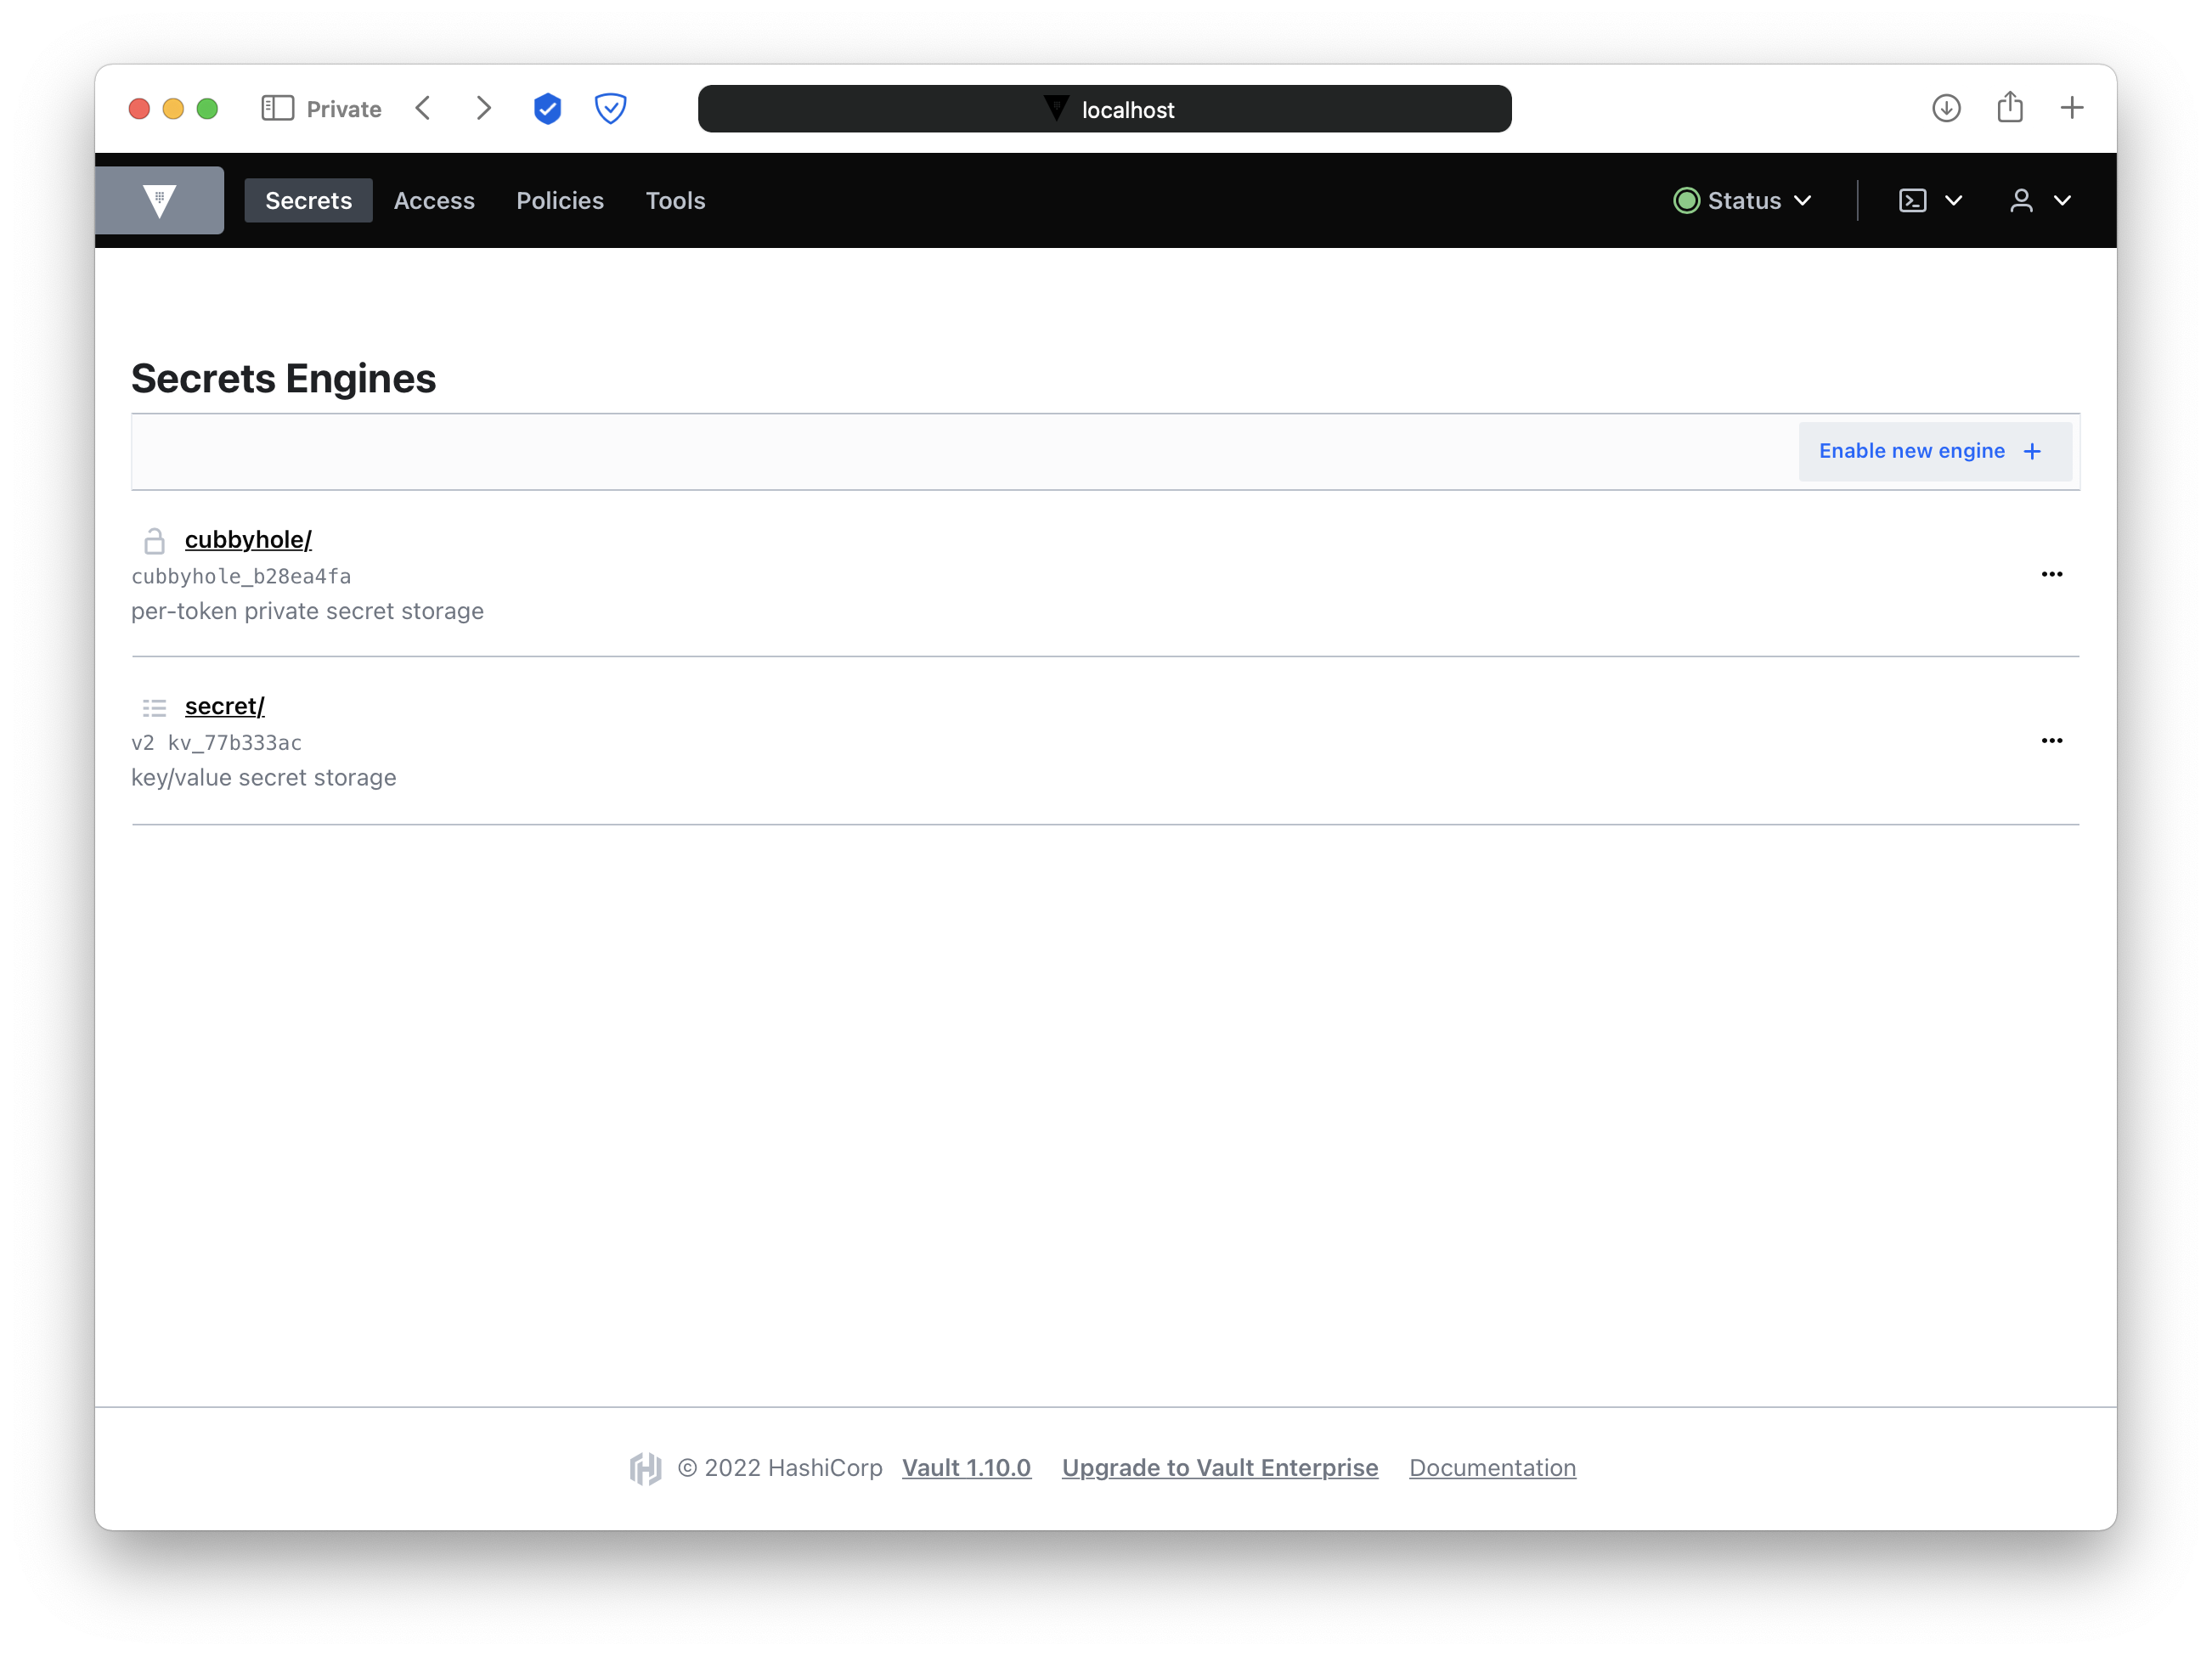 Private
localhost
Secrets Access Policies Tools Status
Secrets Engines
Enable new engine
cubbyhole/
cubbyhole_b28ea4fa
per-token private secret storage
secret/
v2 kv_77b333ac
key/value secret storage
© 2022 HashiCorp Vault 1.10.0 Upgrade to Vault Enterprise Documentation